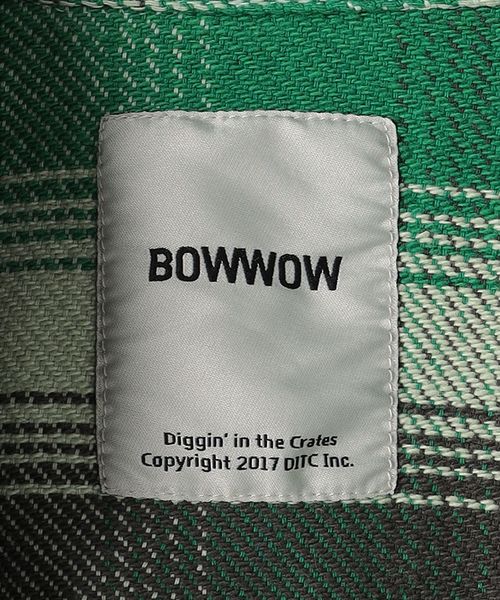 BOWWOW
Diggin' in the Crates
Copyright 2017 DITC Inc.